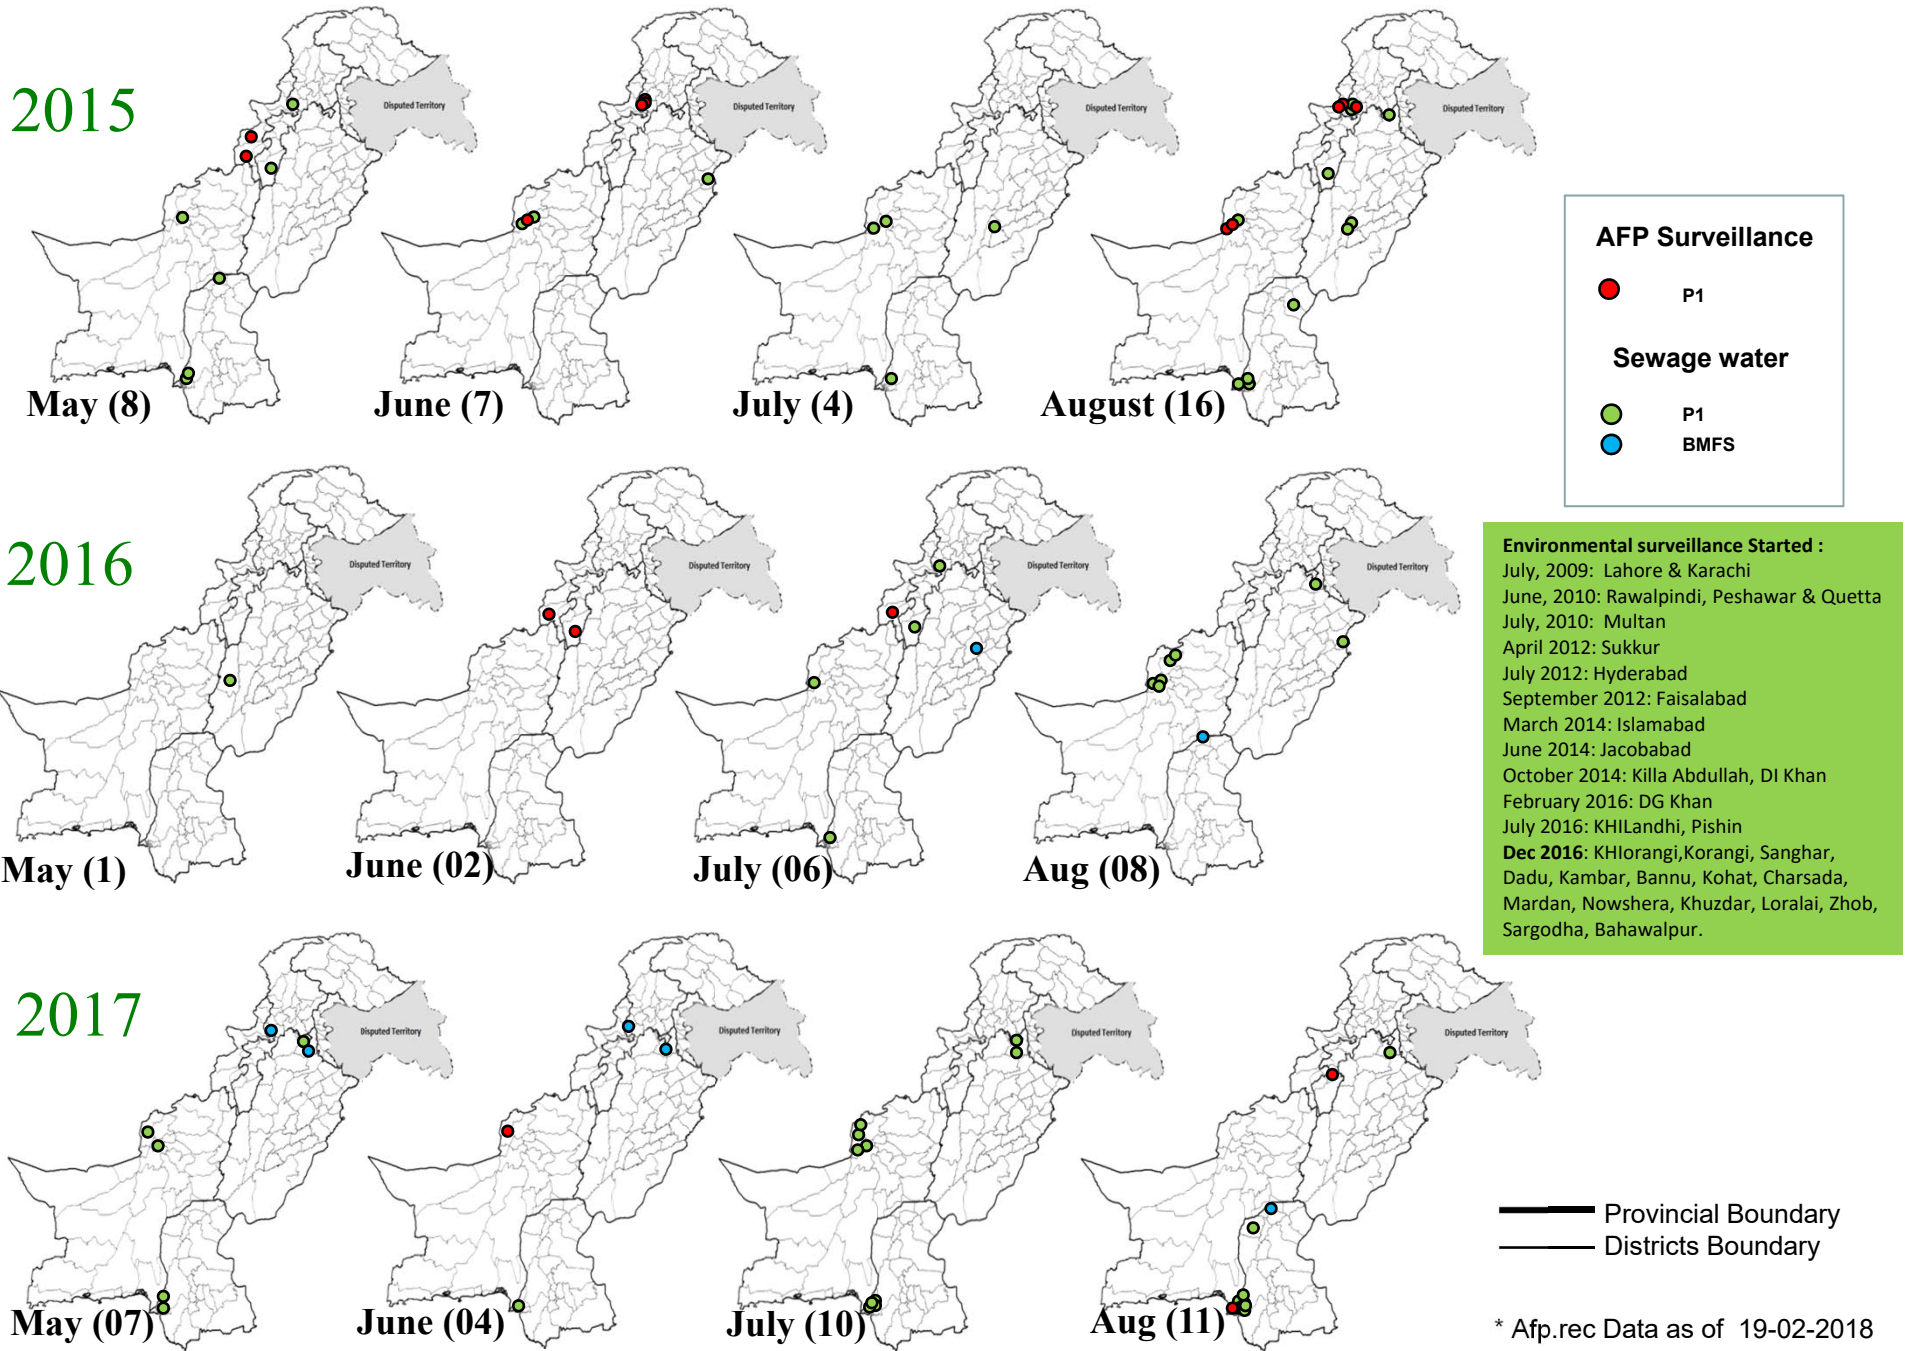 2015
Disputed Territory
Disputed Territory
Disputed Territory
Disputed Territory
May (8)
June (7)
July (4)
August (16)
AFP Surveillance
P1
Sewage water
P1
BMFS
2016
Disputed Territory
Disputed Territory
Disputed Territory
Disputed Territory
May (1)
June (02)
July (06)
Aug (08)
Environmental surveillance Started :
July, 2009: Lahore & Karachi
June, 2010: Rawalpindi, Peshawar & Quetta
July, 2010: Multan
April 2012: Sukkur
July 2012: Hyderabad
September 2012: Faisalabad
March 2014: Islamabad
June 2014: Jacobabad
October 2014: Killa Abdullah, DI Khan
February 2016: DG Khan
July 2016: KHILandhi, Pishin
Dec 2016: KHIorangi,Korangi, Sanghar,
Dadu, Kambar, Bannu, Kohat, Charsada,
Mardan, Nowshera, Khuzdar, Loralai, Zhob,
Sargodha, Bahawalpur.
2017
Disputed Territory
Disputed Territory
Disputed Territory
Disputed Territory
May (07)
June (04)
July (10)
Aug (11)
Provincial Boundary
Districts Boundary
* Afp.rec Data as of 19-02-2018